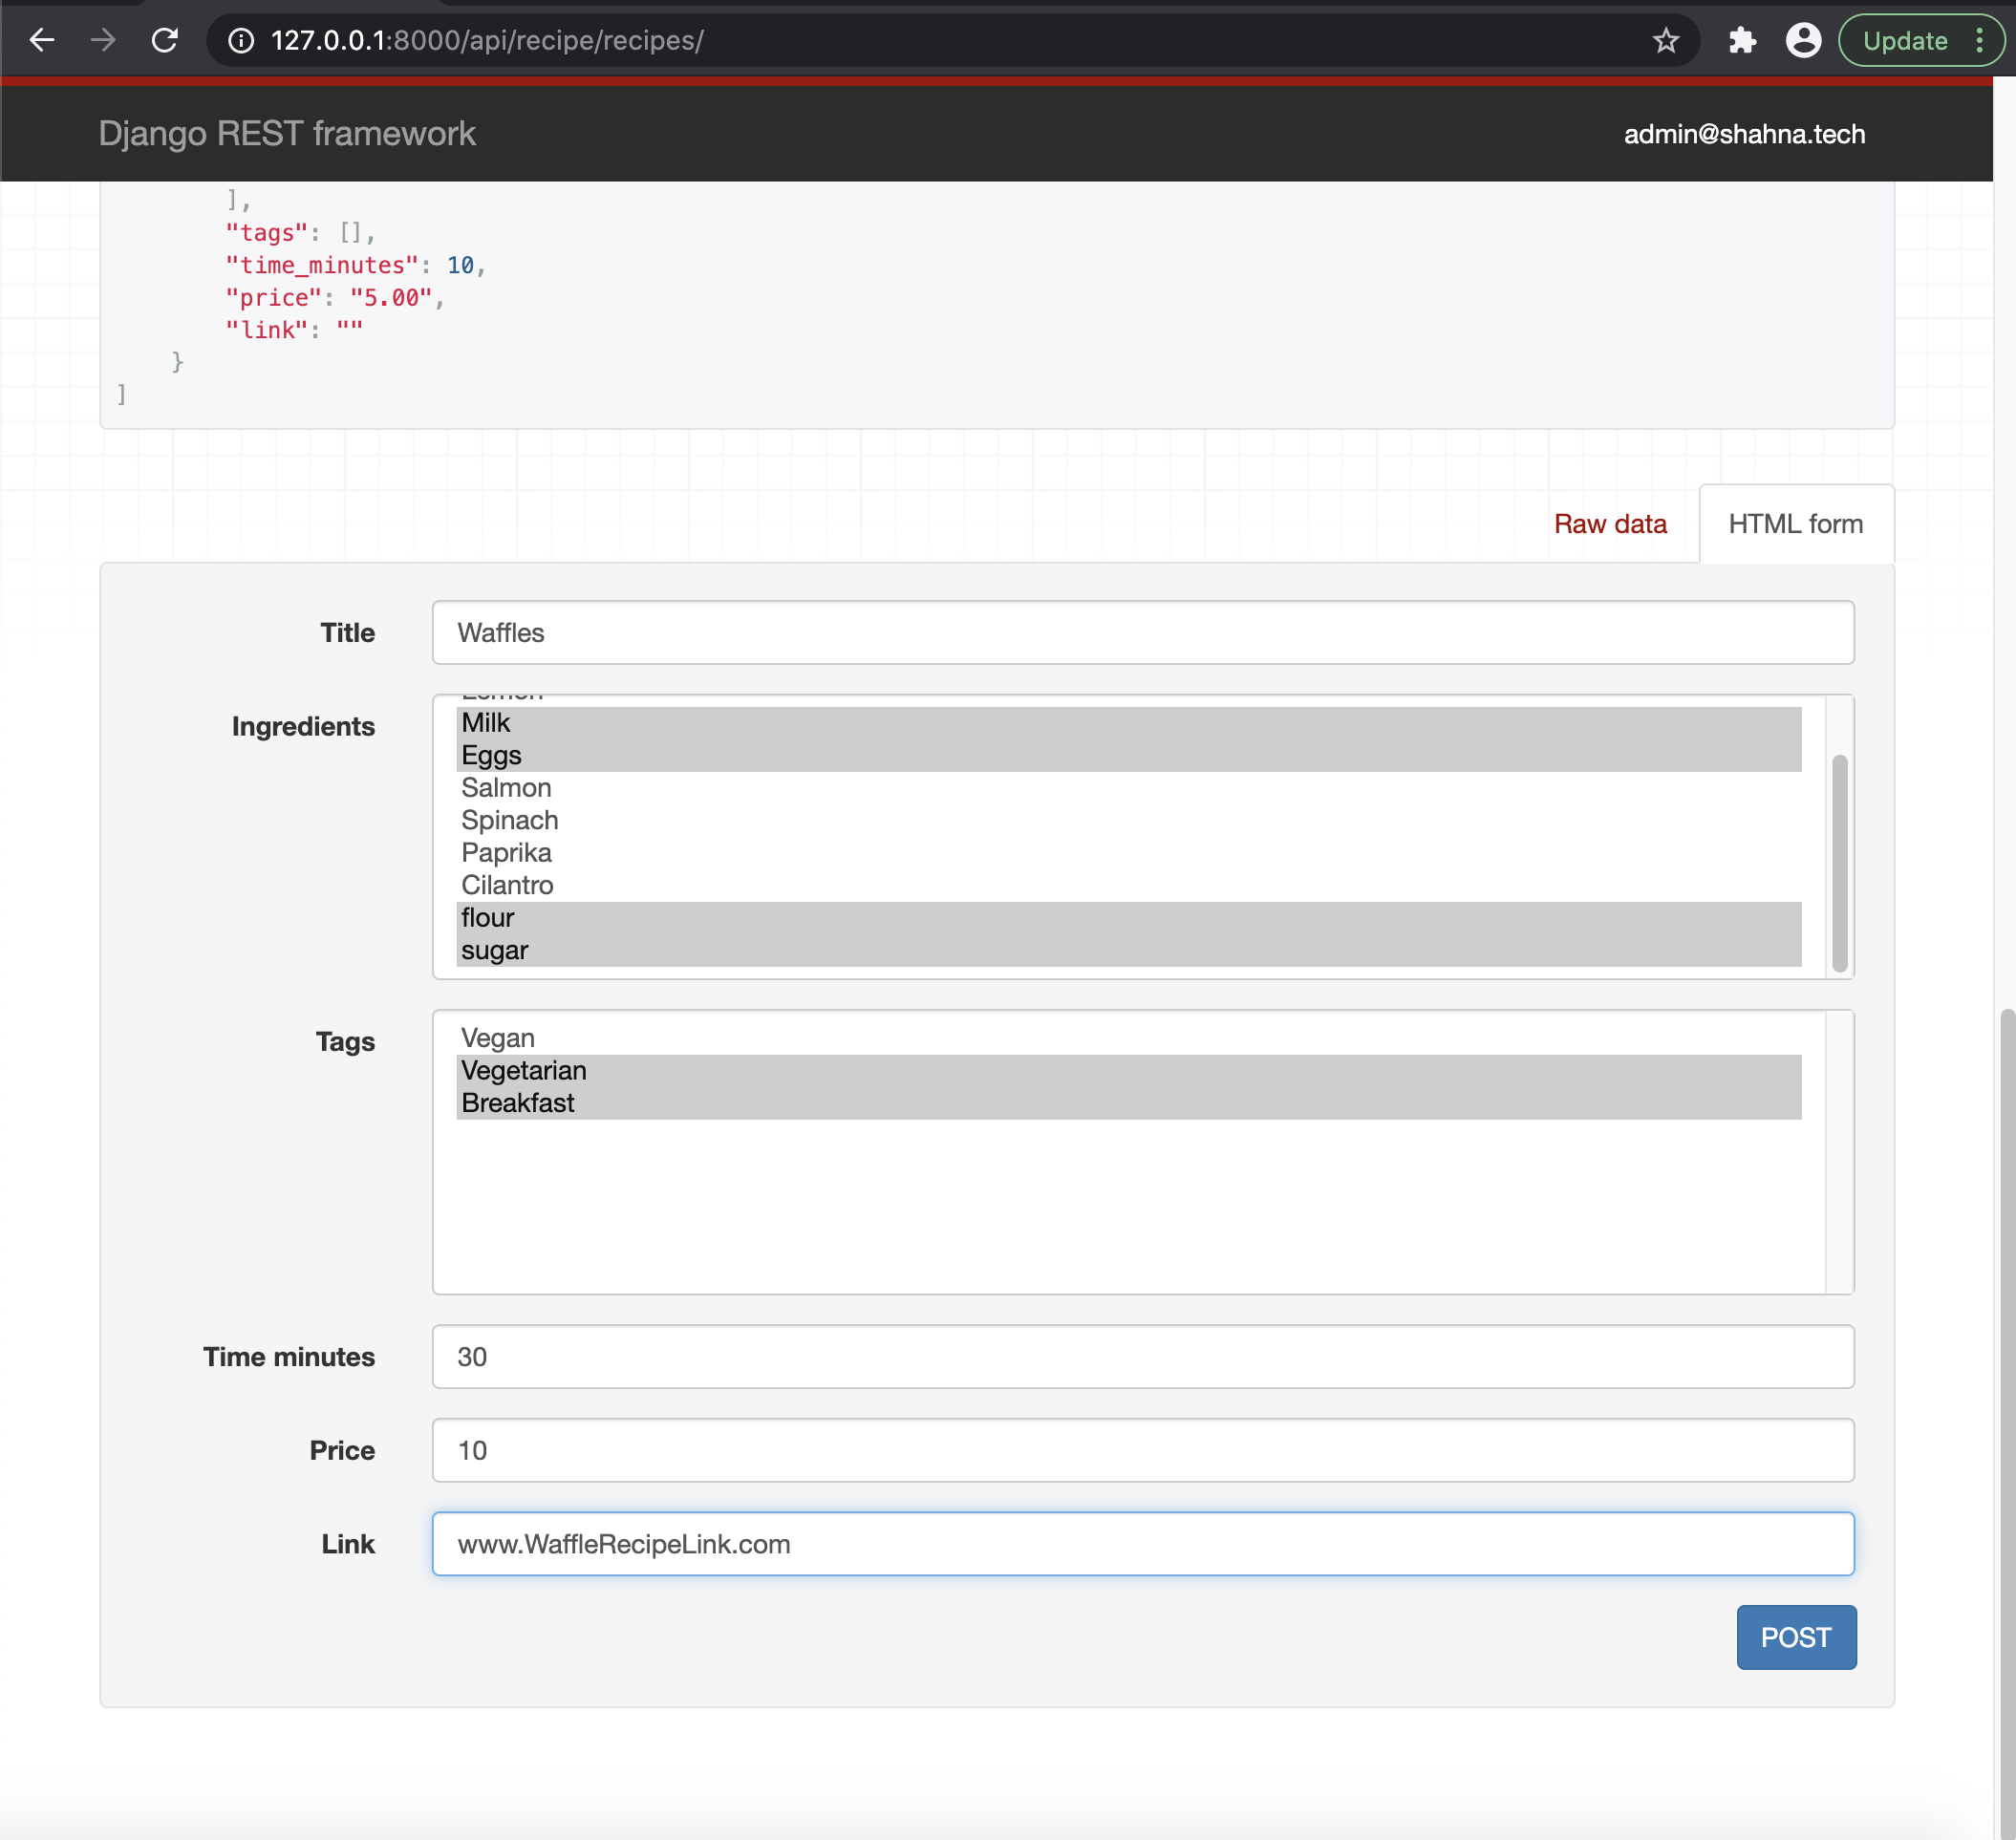 127.0.0.1:8000/api/recipe/recipes/
Update
Django REST framework
admin@shahna.tech
],
"tags": [],
"time_minutes": 10,
"price": "5.00",
"link": ""
}
]
Raw data
HTML form
Title
Waffles
Ingredients
Milk
Eggs
Salmon
Spinach
Paprika
Cilantro
flour
sugar
Tags
Vegan
Vegetarian
Breakfast
Time minutes
30
Price
10
Link
www.WaffleRecipeLink.com
POST